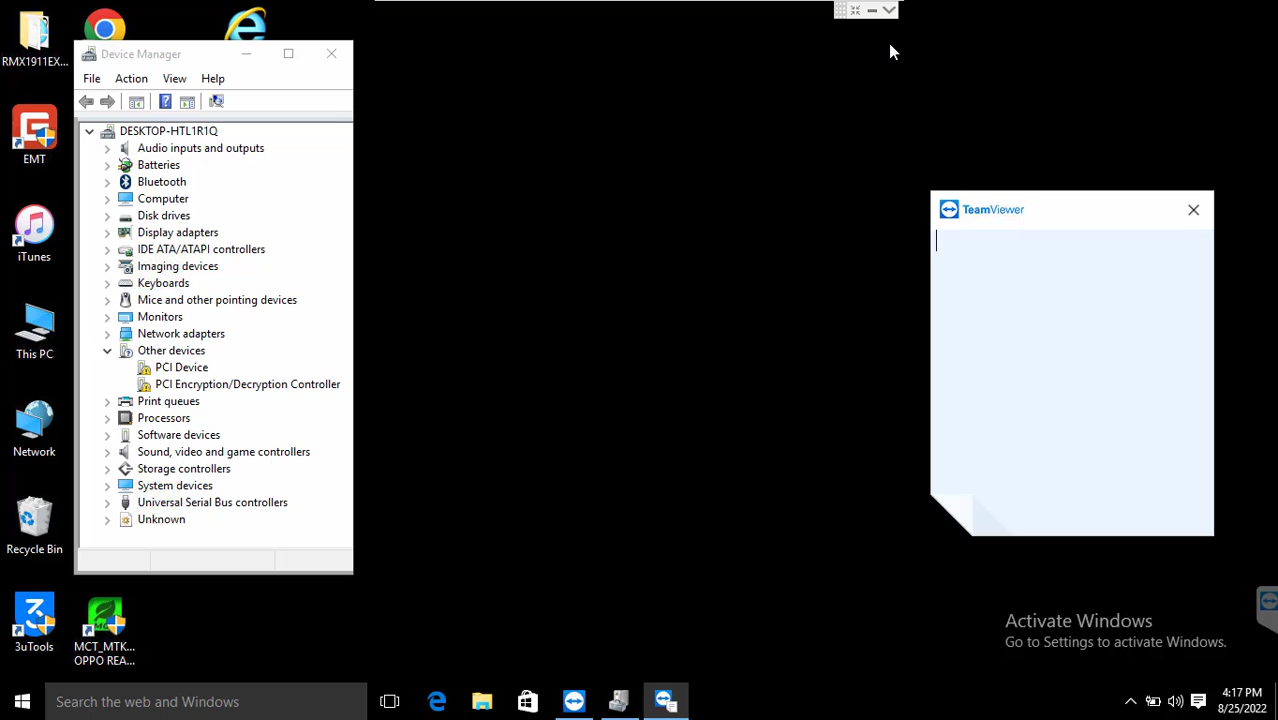 RMX1911EX...
EMT
iTunes
This PC
Network
Recycle Bin
3uTools
MCT_MTK...
OPPO REA...
Device Manager
File Action View Help
DESKTOP-HTL1R1Q
Audio inputs and outputs
Batteries
Bluetooth
Computer
Disk drives
Display adapters
IDE ATA/ATAPI controllers
Imaging devices
Keyboards
Mice and other pointing devices
Monitors
Network adapters
Other devices
PCI Device
PCI Encryption/Decryption Controller
Print queues
Processors
Software devices
Sound, video and game controllers
Storage controllers
System devices
Universal Serial Bus controllers
Unknown
TeamViewer
Activate Windows
Go to Settings to activate Windows.
Search the web and Windows
4:17 PM
8/25/2022